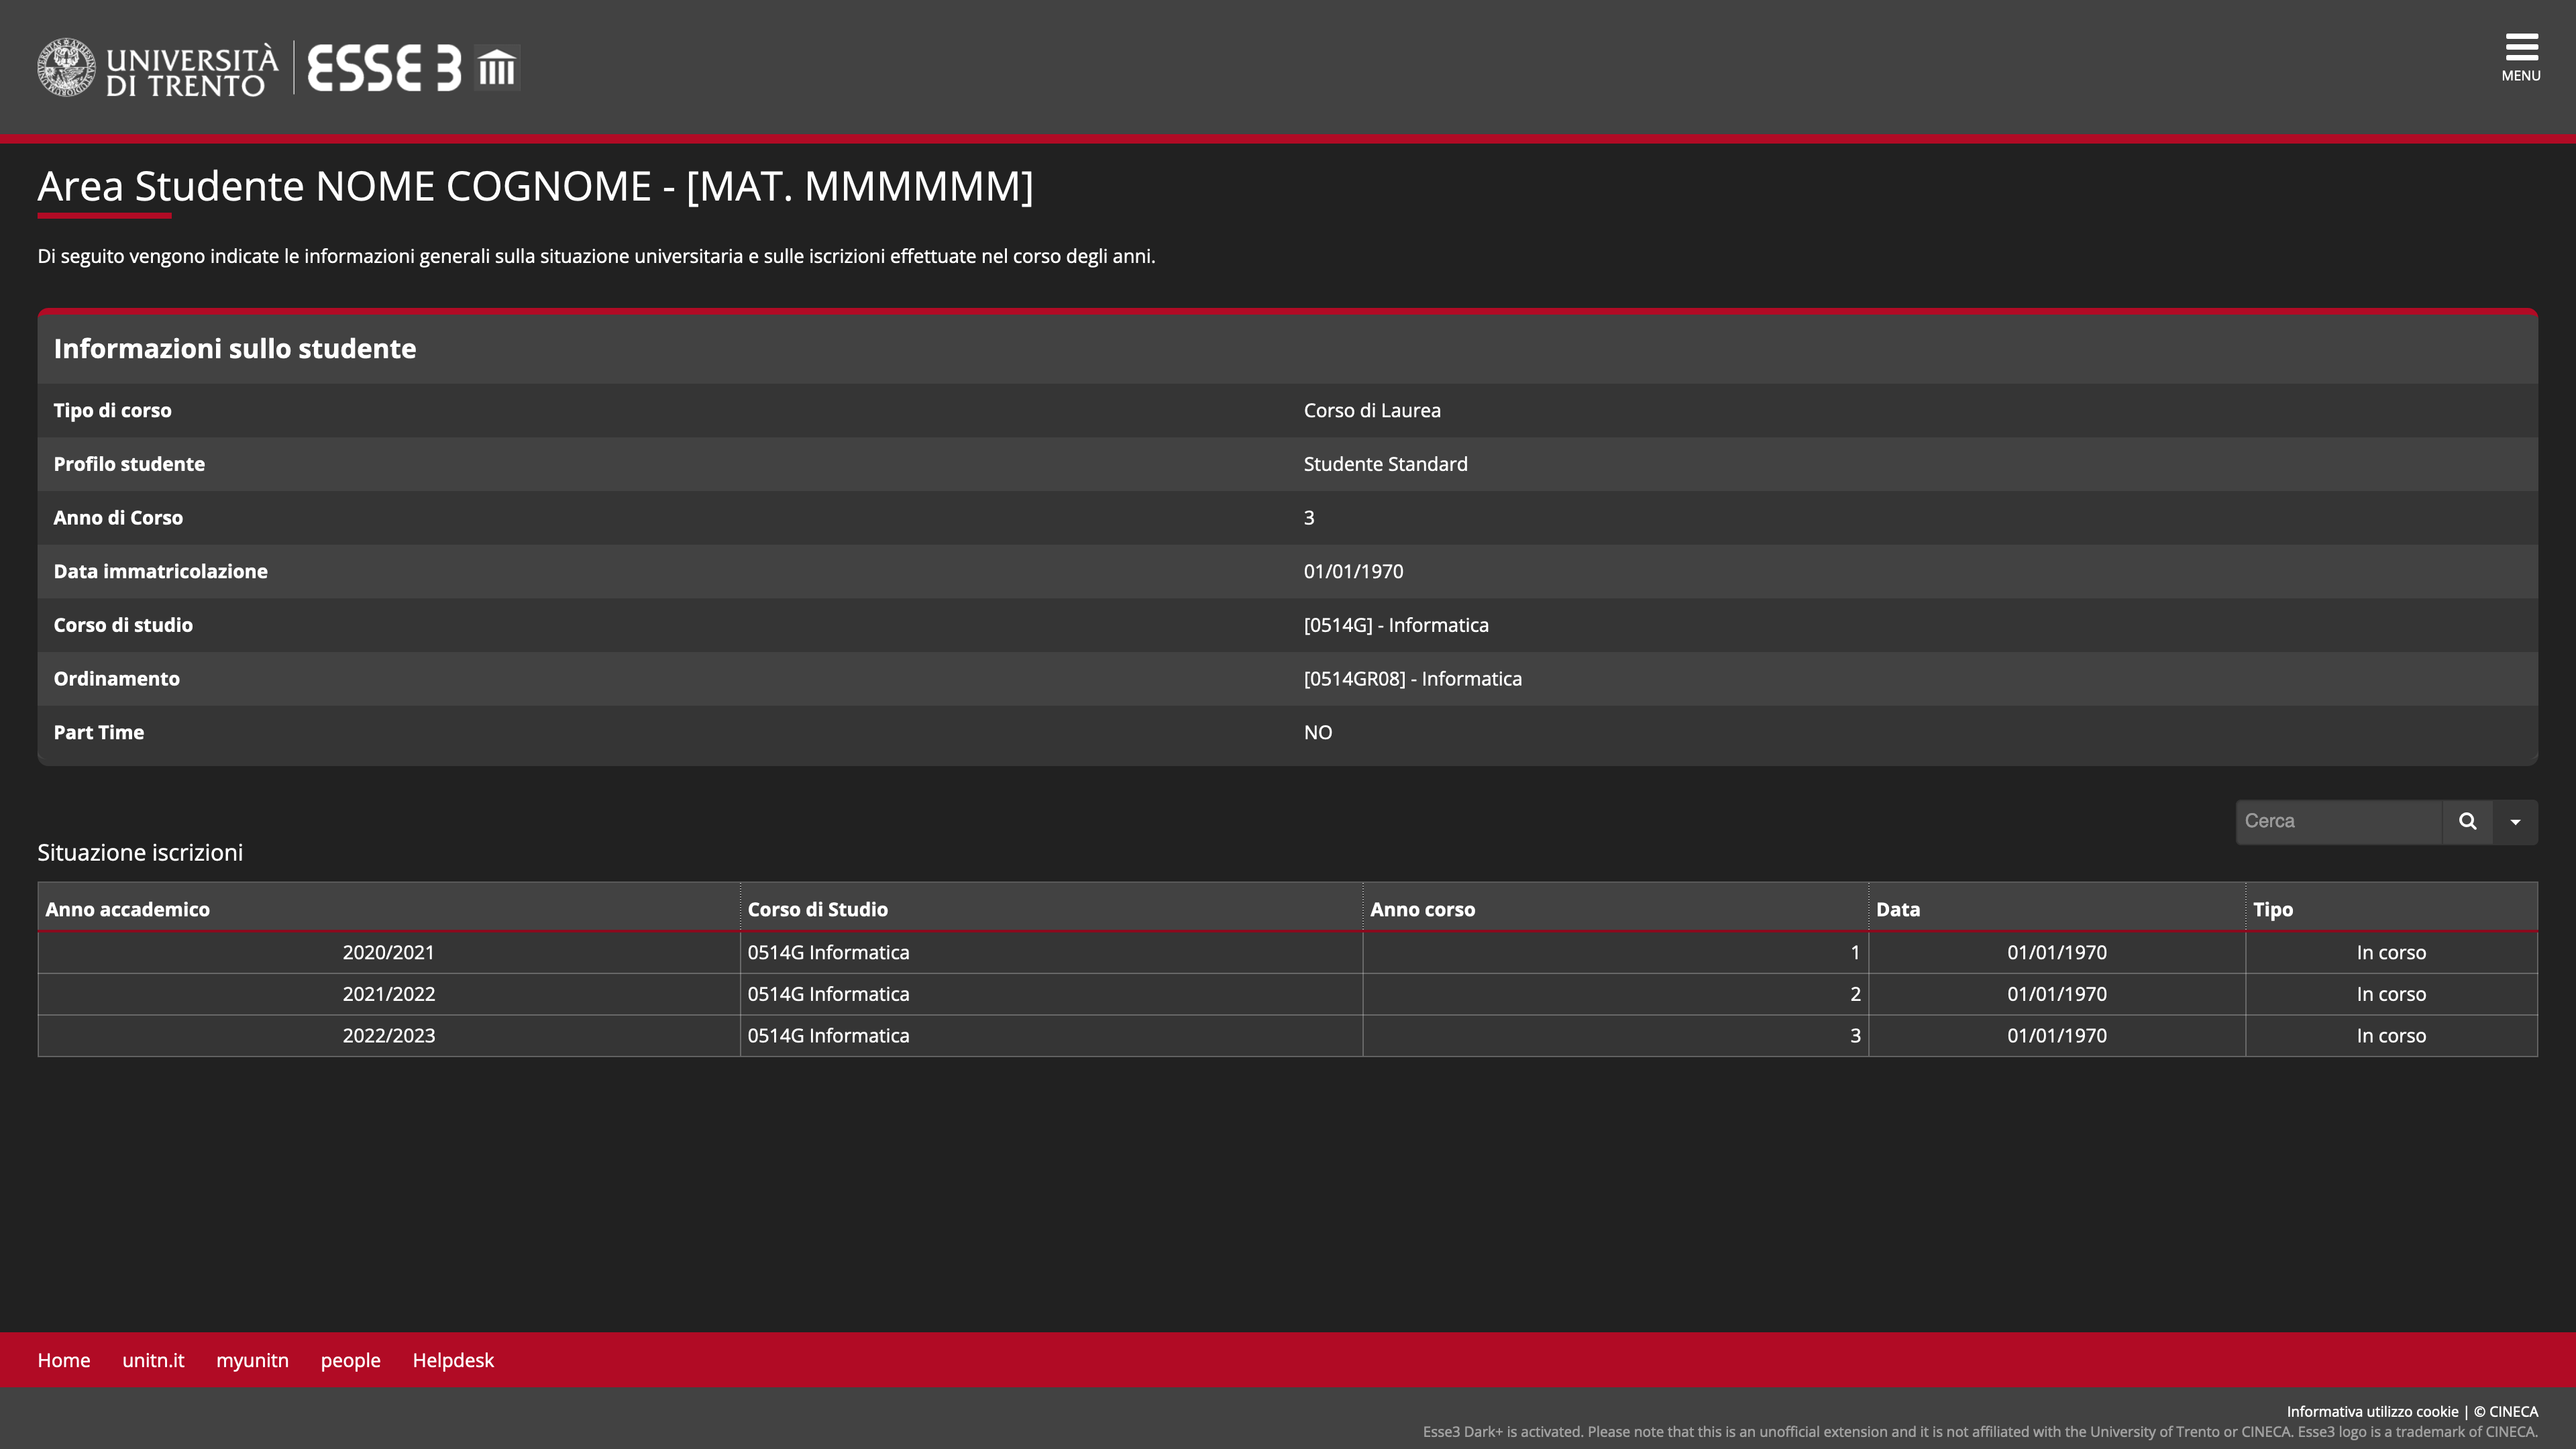 UNIVERSITÀ
DI TRENTO
ESSE3
MENU
Area Studente NOME COGNOME - [MAT. MMMMMM]
Di seguito vengono indicate le informazioni generali sulla situazione universitaria e sulle iscrizioni effettuate nel corso degli anni.
Informazioni sullo studente
Tipo di corso Corso di Laurea
Profilo studente Studente Standard
Anno di Corso 3
Data immatricolazione 01/01/1970
Corso di studio [0514G] - Informatica
Ordinamento [0514GR08] - Informatica
Part Time NO
Cerca
Situazione iscrizioni
Anno accademico Corso di Studio Anno corso Data Tipo
2020/2021 0514G Informatica 1 01/01/1970 In corso
2021/2022 0514G Informatica 2 01/01/1970 In corso
2022/2023 0514G Informatica 3 01/01/1970 In corso
Home unitn.it myunitn people Helpdesk
Informativa utilizzo cookie | © CINECA
Esse3 Dark+ is activated. Please note that this is an unofficial extension and it is not affiliated with the University of Trento or CINECA. Esse3 logo is a trademark of CINECA.